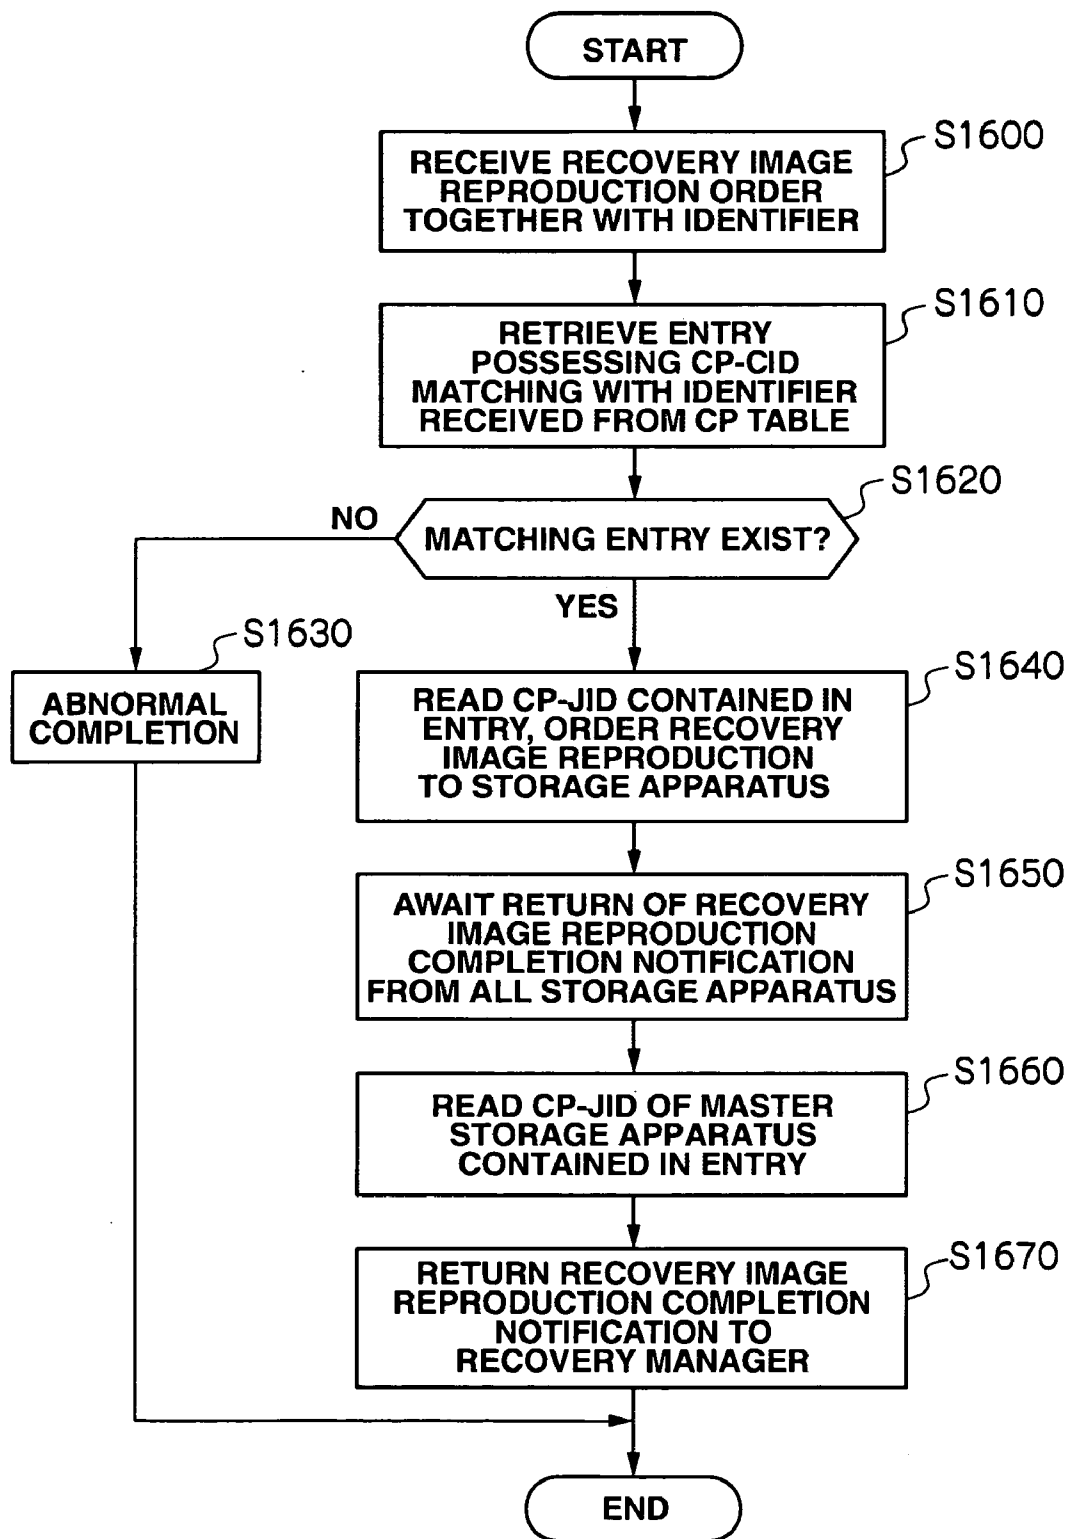 START
S1600
RECEIVE RECOVERY IMAGE
REPRODUCTION ORDER
TOGETHER WITH IDENTIFIER
S1610
RETRIEVE ENTRY
POSSESSING CP-CID
MATCHING WITH IDENTIFIER
RECEIVED FROM CP TABLE
S1620
NO
MATCHING ENTRY EXIST?
YES
S1630
ABNORMAL
COMPLETION
S1640
READ CP-JID CONTAINED IN
ENTRY, ORDER RECOVERY
IMAGE REPRODUCTION
TO STORAGE APPARATUS
S1650
AWAIT RETURN OF RECOVERY
IMAGE REPRODUCTION
COMPLETION NOTIFICATION
FROM ALL STORAGE APPARATUS
S1660
READ CP-JID OF MASTER
STORAGE APPARATUS
CONTAINED IN ENTRY
S1670
RETURN RECOVERY IMAGE
REPRODUCTION COMPLETION
NOTIFICATION TO
RECOVERY MANAGER
END